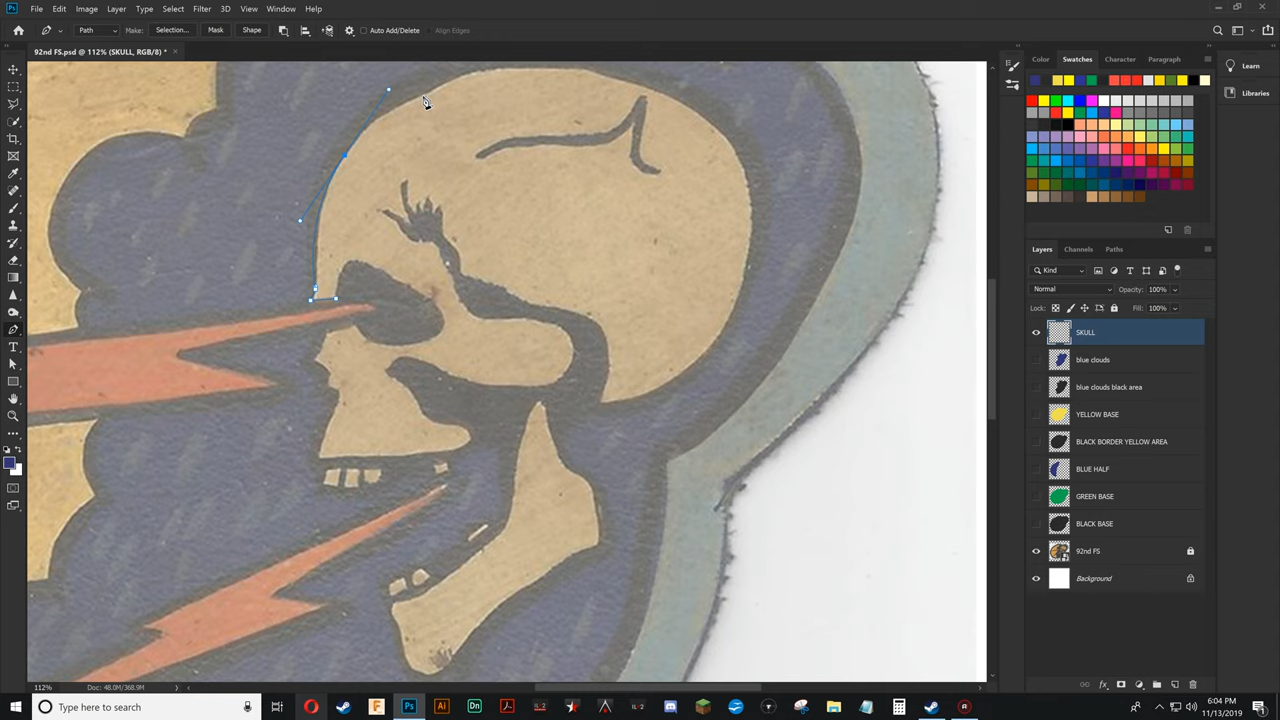 File Edit Image Layer Type Select Filter 3D View Window Help
Path Make: Selection... Mask Shape Auto Add/Delete Align Edges
92nd FS.psd @ 112% (SKULL, RGB/8) *
Color Swatches Character Paragraph
Learn
Libraries
Layers Channels Paths
Kind
Normal Opacity: 100%
Lock: Fill: 100%
SKULL
blue clouds
blue clouds black area
YELLOW BASE
BLACK BORDER YELLOW AREA
BLUE HALF
GREEN BASE
BLACK BASE
92nd FS
Background
112% Doc: 48.0M/368.9M
Type here to search
6:04 PM
11/13/2019